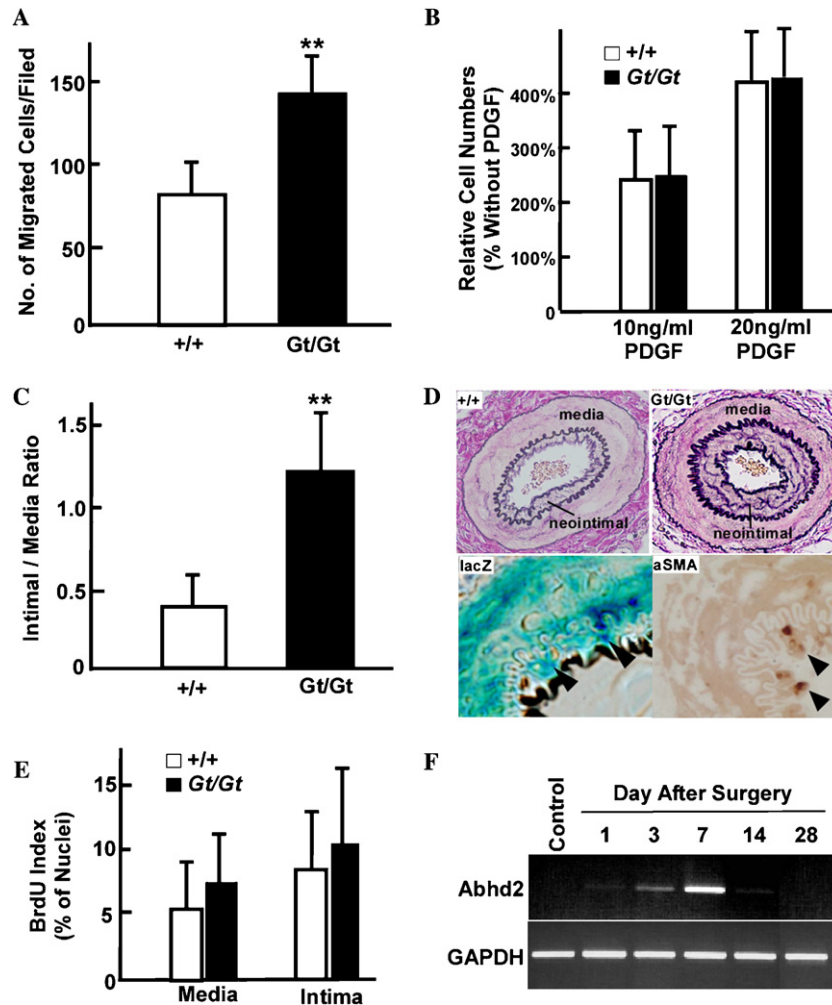 A
No. of Migrated Cells/Filed
150
100
50
0
**
+/+
Gt/Gt
B
Relative Cell Numbers
(% Without PDGF)
400%
300%
200%
100%
+/+
Gt/Gt
10ng/ml
PDGF
20ng/ml
PDGF
C
Intimal / Media Ratio
1.5
1.0
0.5
0
**
+/+
Gt/Gt
D
+/+
media
neointimal
Gt/Gt
media
neointimal
lacZ
aSMA
E
BrdU Index
(% of Nuclei)
15
10
5
0
+/+
Gt/Gt
Media
Intima
F
Control
Day After Surgery
1 3 7 14 28
Abhd2
GAPDH